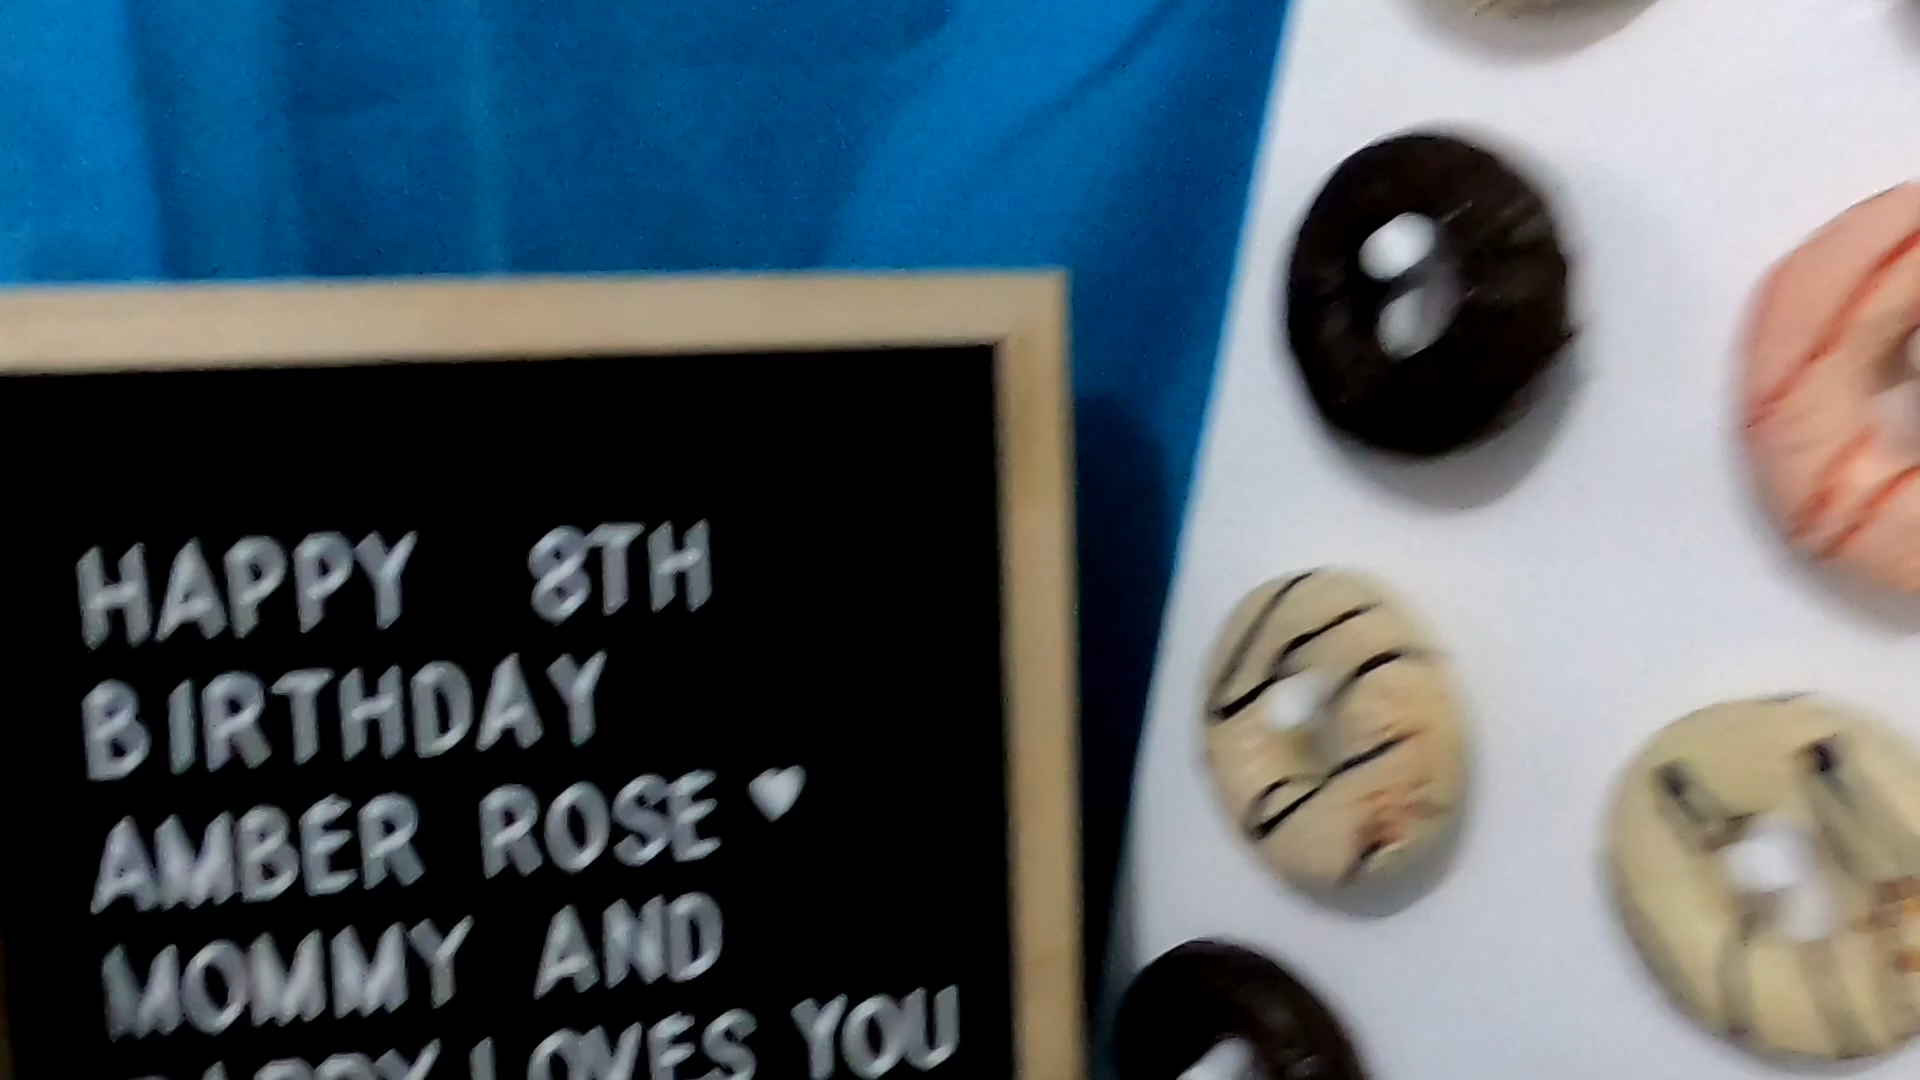 HAPPY 8TH
BIRTHDAY
AMBER ROSE ♥
MOMMY AND
LOVES YOU